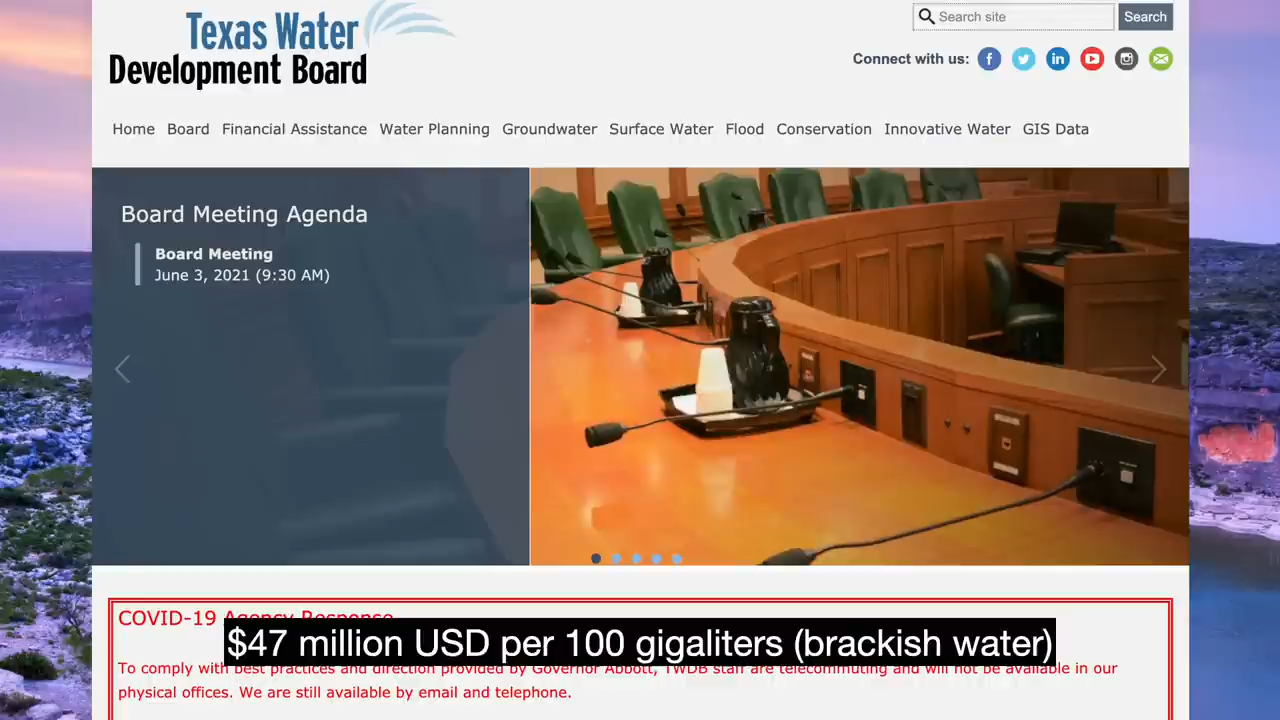 Texas Water
Development Board
Search site
Search
Connect with us:
Home Board Financial Assistance Water Planning Groundwater Surface Water Flood Conservation Innovative Water GIS Data
Board Meeting Agenda
Board Meeting
June 3, 2021 (9:30 AM)
COVID-19 Agency Response
$47 million USD per 100 gigaliters (brackish water)
To comply with best practices and direction provided by Governor Abbott, TWDB staff are telecommuting and will not be available in our
physical offices. We are still available by email and telephone.